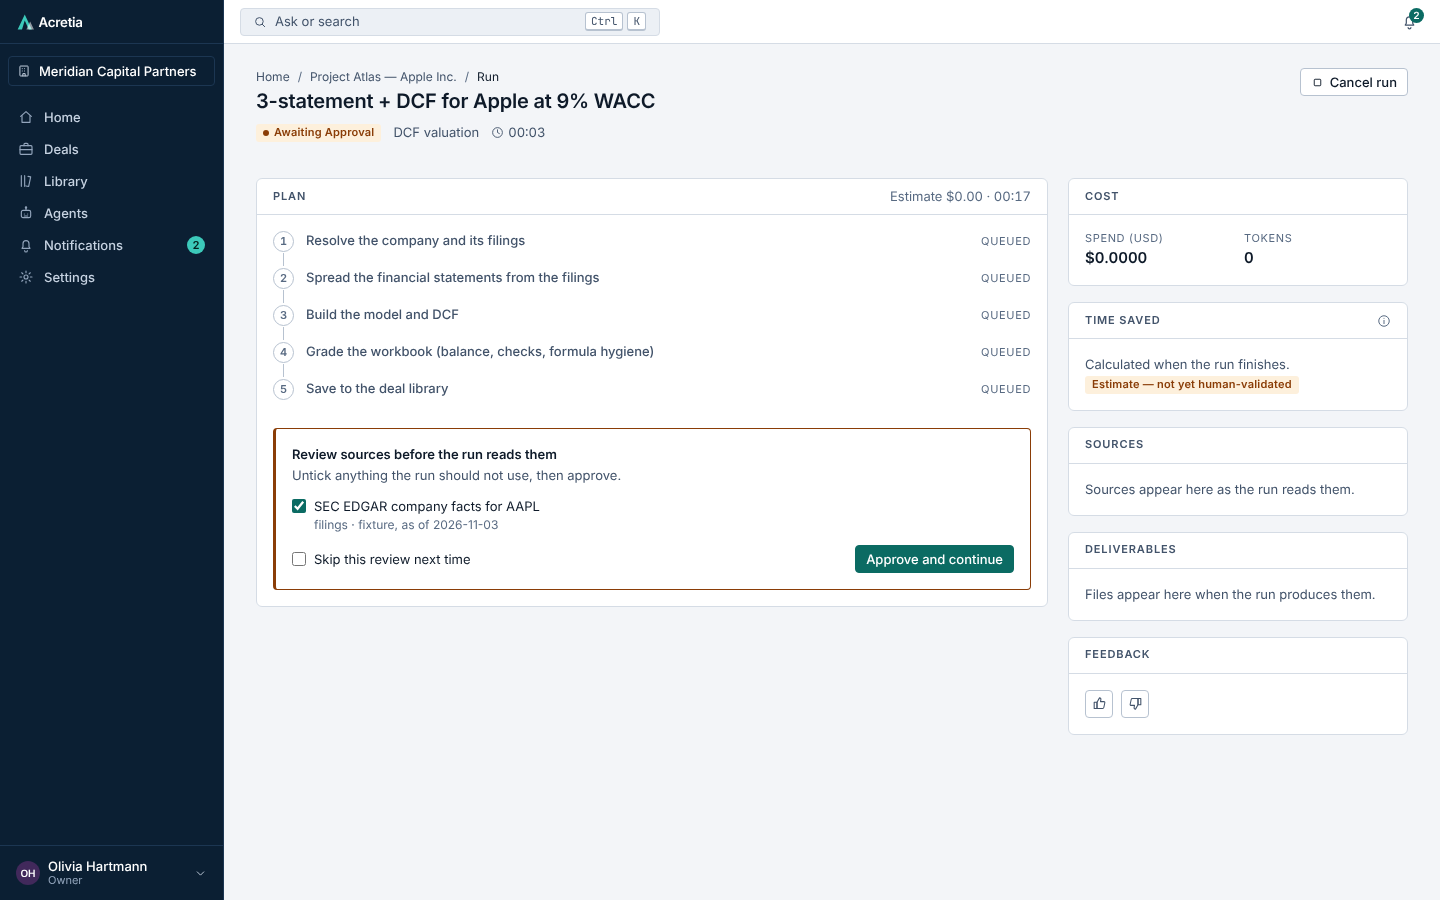 Acretia
Meridian Capital Partners
Home
Deals
Library
Agents
Notifications 2
Settings
OH Olivia Hartmann
Owner
Ask or search Ctrl K
2
Home / Project Atlas — Apple Inc. / Run
3-statement + DCF for Apple at 9% WACC
Cancel run
Awaiting Approval DCF valuation 00:03
PLAN Estimate $0.00 · 00:17
1 Resolve the company and its filings QUEUED
2 Spread the financial statements from the filings QUEUED
3 Build the model and DCF QUEUED
4 Grade the workbook (balance, checks, formula hygiene) QUEUED
5 Save to the deal library QUEUED
Review sources before the run reads them
Untick anything the run should not use, then approve.
SEC EDGAR company facts for AAPL
filings · fixture, as of 2026-11-03
Skip this review next time Approve and continue
COST
SPEND (USD) TOKENS
$0.0000 0
TIME SAVED
Calculated when the run finishes.
Estimate — not yet human-validated
SOURCES
Sources appear here as the run reads them.
DELIVERABLES
Files appear here when the run produces them.
FEEDBACK